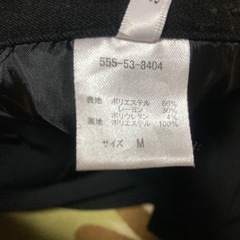 555-53-8404
表地 ポリエステル 66%
レーヨン 30%
ポリウレタン 4%
裏地 ポリエステル 100%
サイズ M